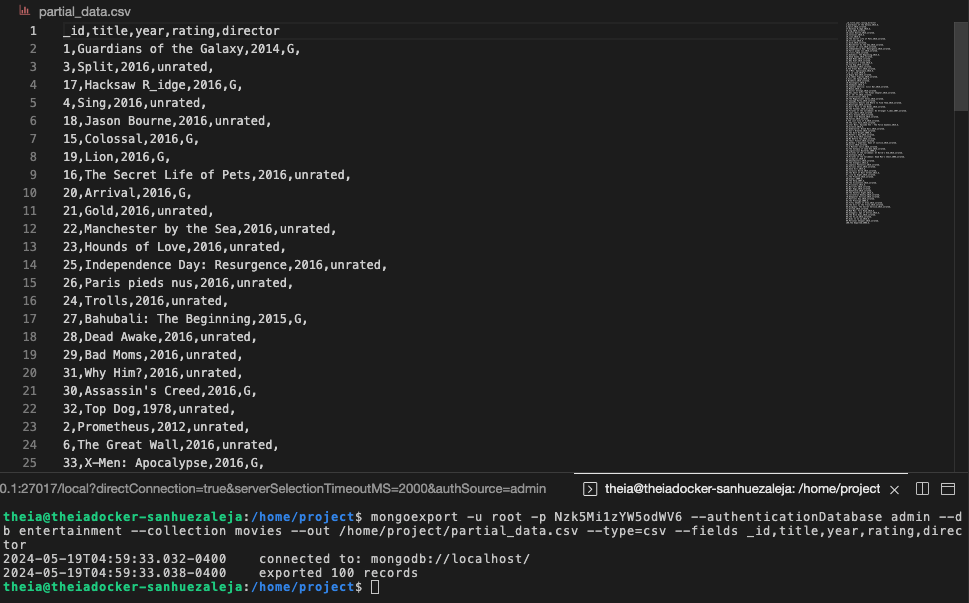 partial_data.csv
1 _id,title,year,rating,director
2 1,Guardians of the Galaxy,2014,G,
3 3,Split,2016,unrated,
4 17,Hacksaw R_idge,2016,G,
5 4,Sing,2016,unrated,
6 18,Jason Bourne,2016,unrated,
7 15,Colossal,2016,G,
8 19,Lion,2016,G,
9 16,The Secret Life of Pets,2016,unrated,
10 20,Arrival,2016,G,
11 21,Gold,2016,unrated,
12 22,Manchester by the Sea,2016,unrated,
13 23,Hounds of Love,2016,unrated,
14 25,Independence Day: Resurgence,2016,unrated,
15 26,Paris pieds nus,2016,unrated,
16 24,Trolls,2016,unrated,
17 27,Bahubali: The Beginning,2015,G,
18 28,Dead Awake,2016,unrated,
19 29,Bad Moms,2016,unrated,
20 31,Why Him?,2016,unrated,
21 30,Assassin's Creed,2016,G,
22 32,Top Dog,1978,unrated,
23 2,Prometheus,2012,unrated,
24 6,The Great Wall,2016,unrated,
25 33,X-Men: Apocalypse,2016,G,
0.1:27017/local?directConnection=true&serverSelectionTimeoutMS=2000&authSource=admin theia@theiadocker-sanhuezaleja: /home/project
theia@theiadocker-sanhuezaleja:/home/project$ mongoexport -u root -p Nzk5Mi1zYW5odWV6 --authenticationDatabase admin --d
b entertainment --collection movies --out /home/project/partial_data.csv --type=csv --fields _id,title,year,rating,direc
tor
2024-05-19T04:59:33.032-0400 connected to: mongodb://localhost/
2024-05-19T04:59:33.038-0400 exported 100 records
theia@theiadocker-sanhuezaleja:/home/project$